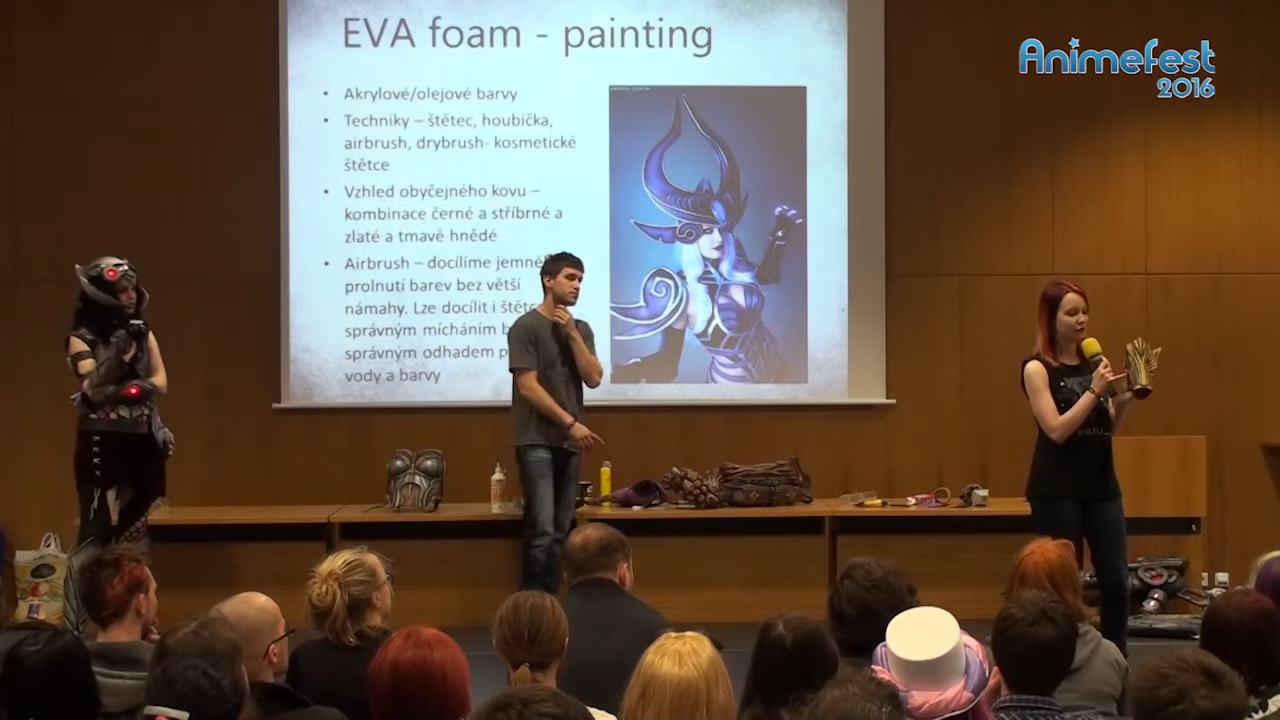 EVA foam - painting
AnimeFest
2016
• Akrylové/olejové barvy
• Techniky – štětec, houbička,
airbrush, drybrush- kosmetické
štětce
• Vzhled obyčejného kovu –
kombinace černé a stříbrné a
zlaté a tmavě hnědé
• Airbrush – docílíme jemné
prolnutí barev bez větší
námahy. Lze docílit i
správným mícháním
správným odhadem
vody a barvy